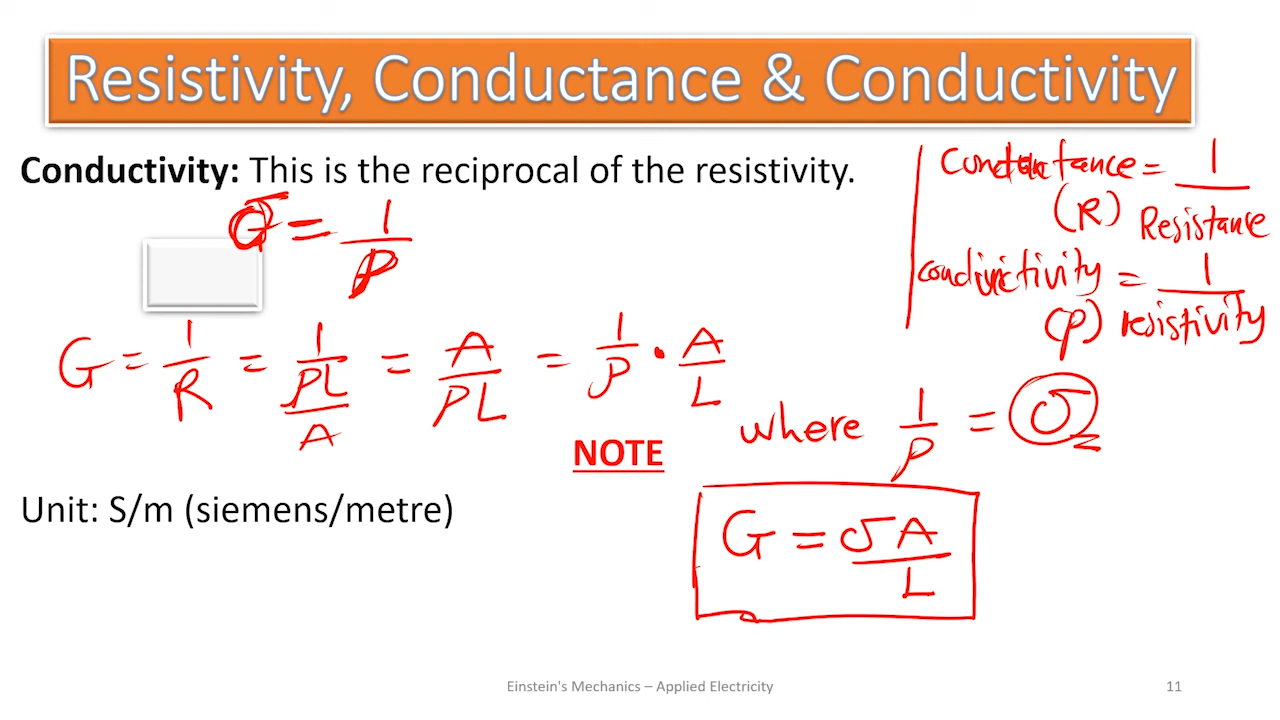 Resistivity, Conductance & Conductivity
Conductivity: This is the reciprocal of the resistivity.
σ = 1/ρ
Conductance = 1/Resistance
(R)
conductivity = 1/resistivity
(ρ)
G = 1/R = 1/(ρL/A) = A/ρL = 1/ρ · A/L
where 1/ρ = σ
NOTE
Unit: S/m (siemens/metre)
G = σA/L
Einstein's Mechanics – Applied Electricity
11